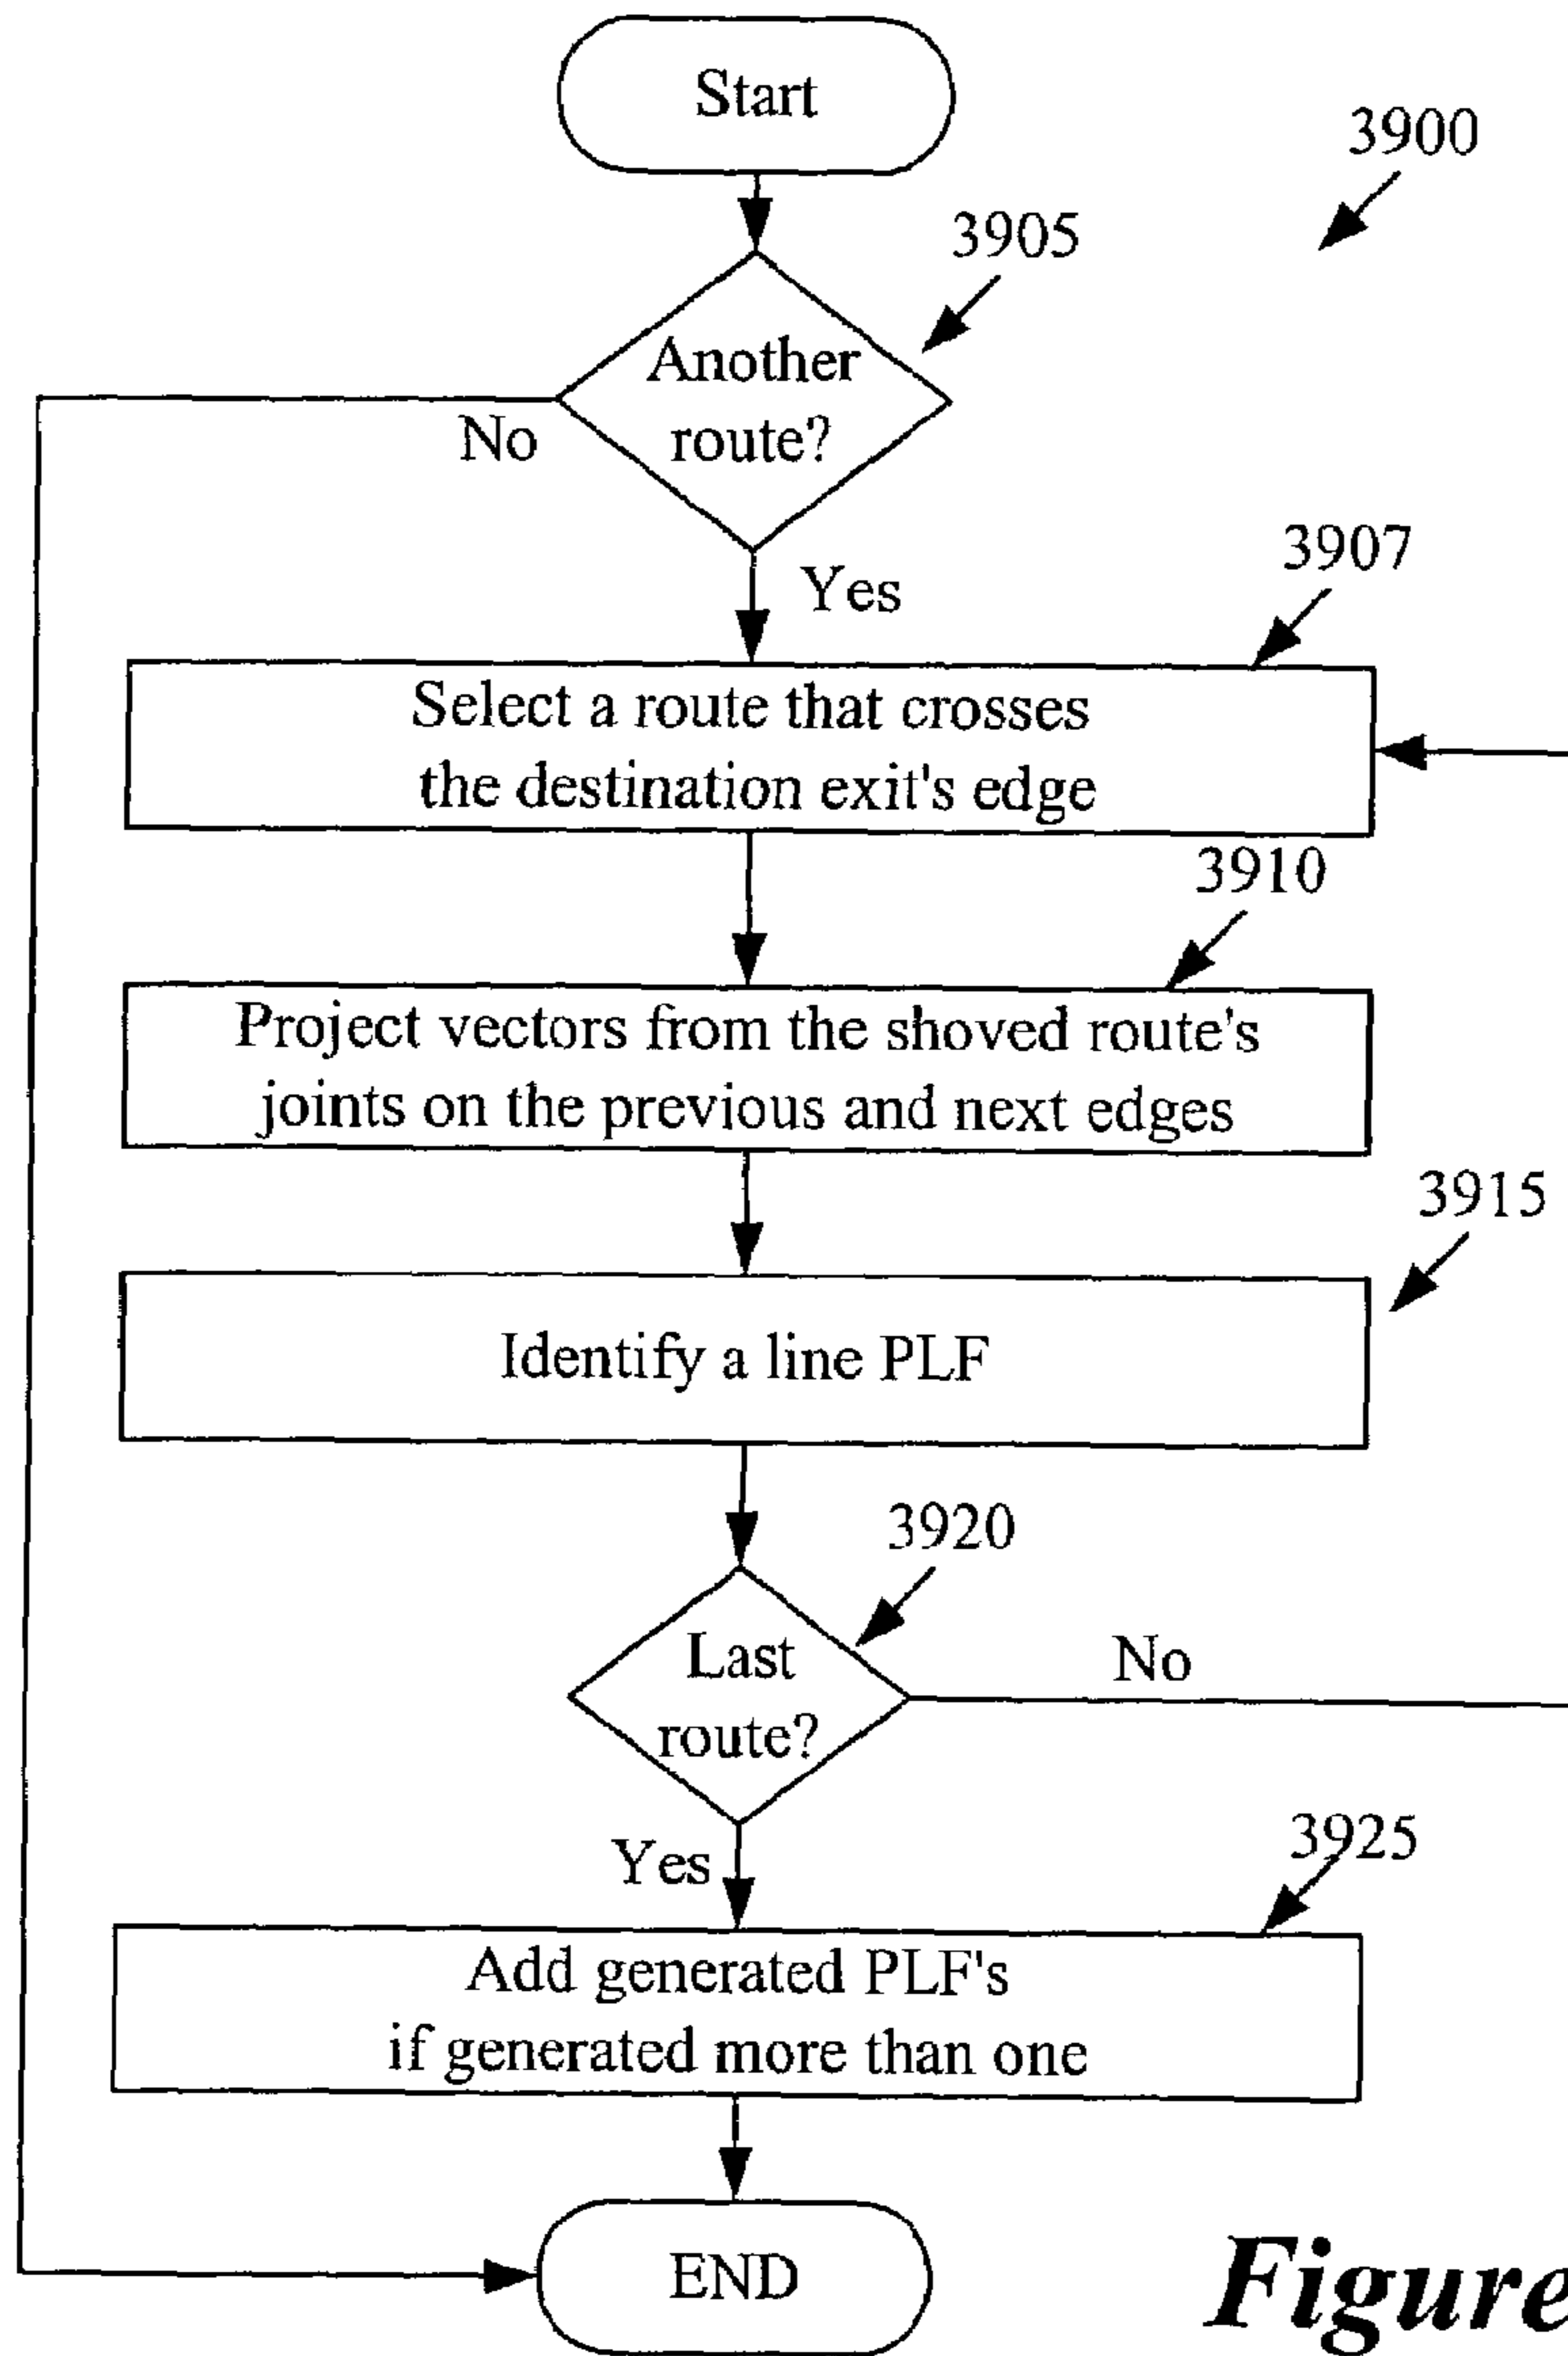 Start
3900
3905
Another
route?
No
Yes
3907
Select a route that crosses
the destination exit's edge
3910
Project vectors from the shoved route's
joints on the previous and next edges
3915
Identify a line PLF
3920
Last
route?
No
Yes
3925
Add generated PLF's
if generated more than one
END
Figure